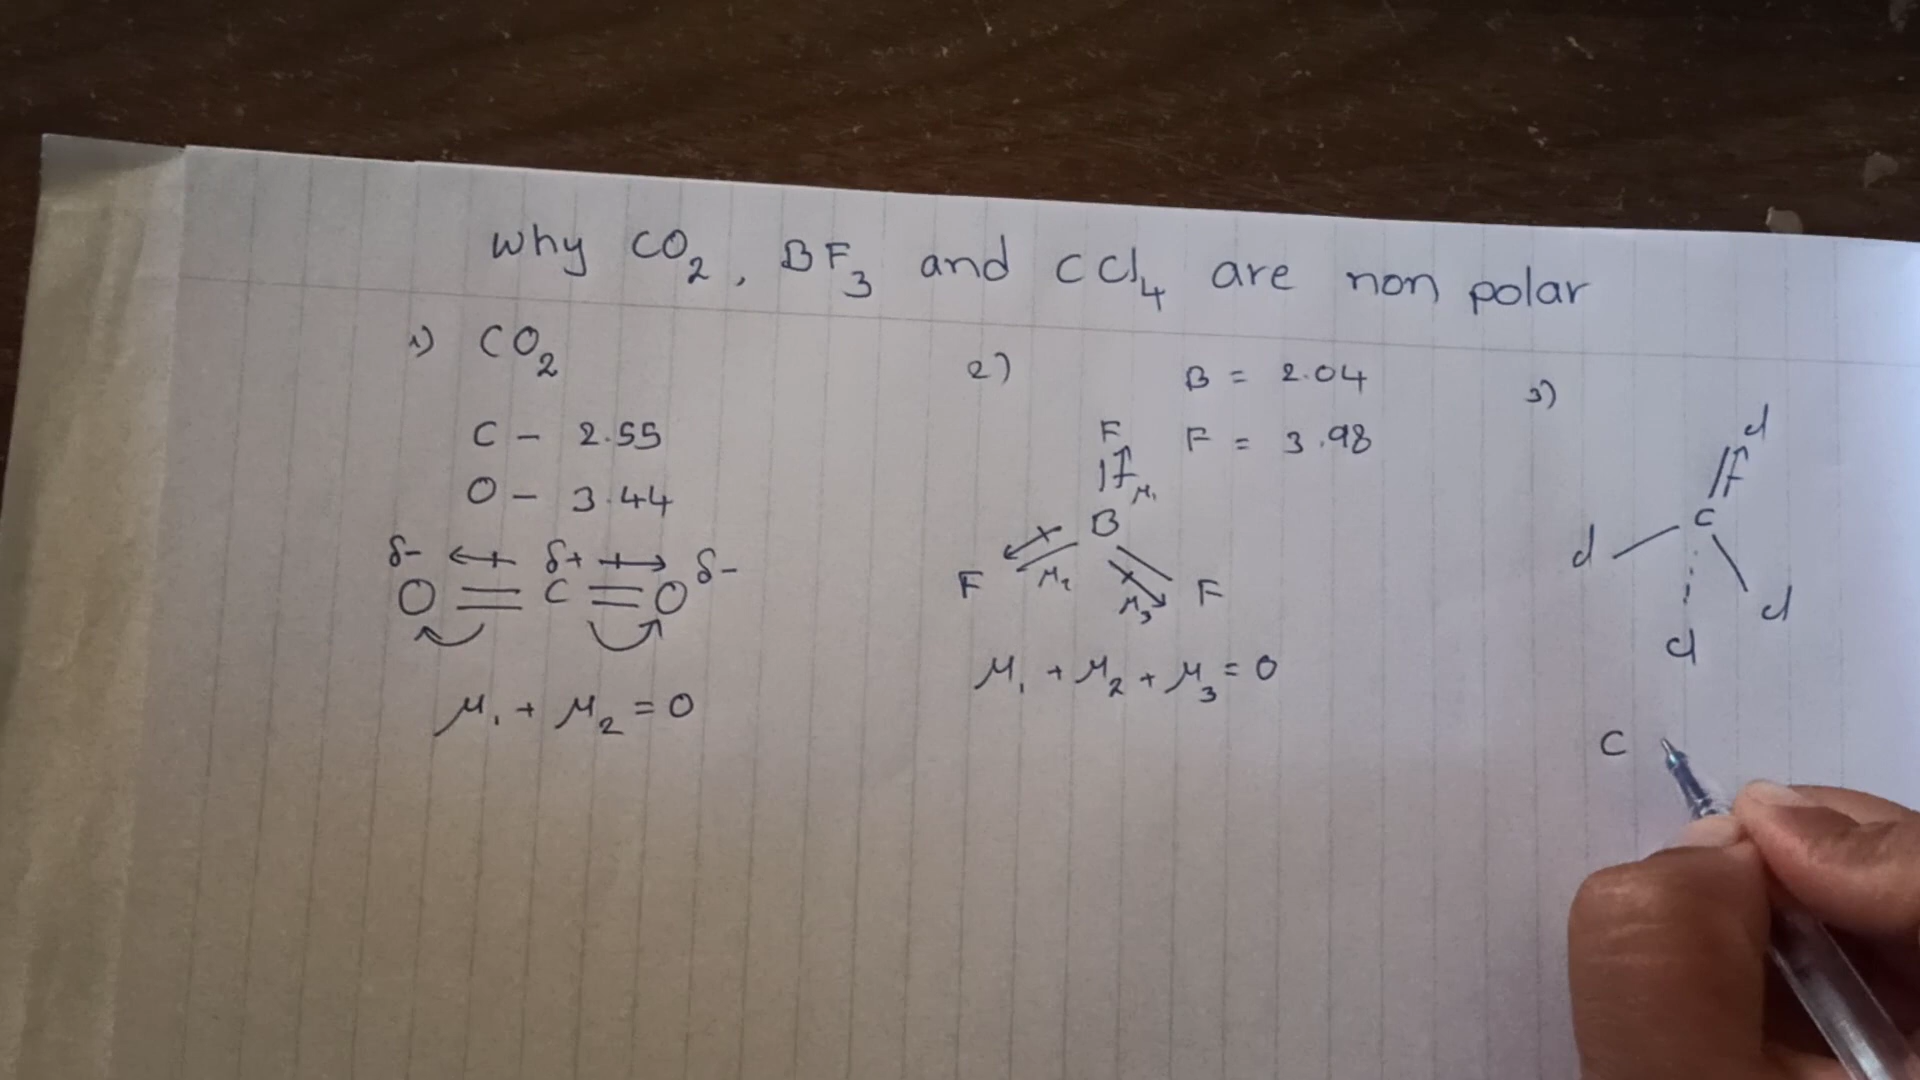 why CO₂, BF₃ and CCl₄ are non polar
1) CO₂
C - 2.55
O - 3.44
δ- δ+ δ-
O = C = O
μ₁ + μ₂ = 0
2)
B = 2.04
F = 3.98
F
μ₁
B
F μ₂ μ₃ F
μ₁ + μ₂ + μ₃ = 0
3)
Cl
C
Cl
Cl
Cl
C